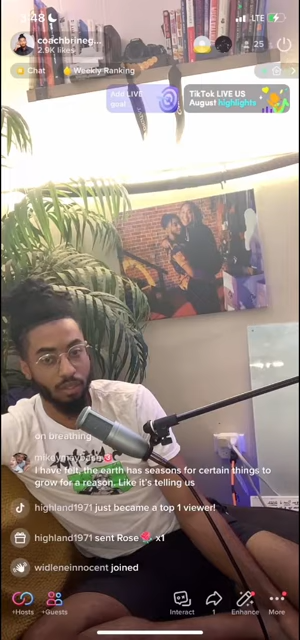 :48
LTE
coachbrineg...
2.9K likes
25
Chat
Weekly Ranking
Add LIVE
goal
TikTok LIVE US
August highlights
on breathing
I have felt, the earth has seasons for certain things to
grow for a reason. Like it's telling us
highland1971 just became a top 1 viewer!
highland1971 sent Rose x1
widleneinnocent joined
+Hosts
+Guests
Interact
1
Enhance
More